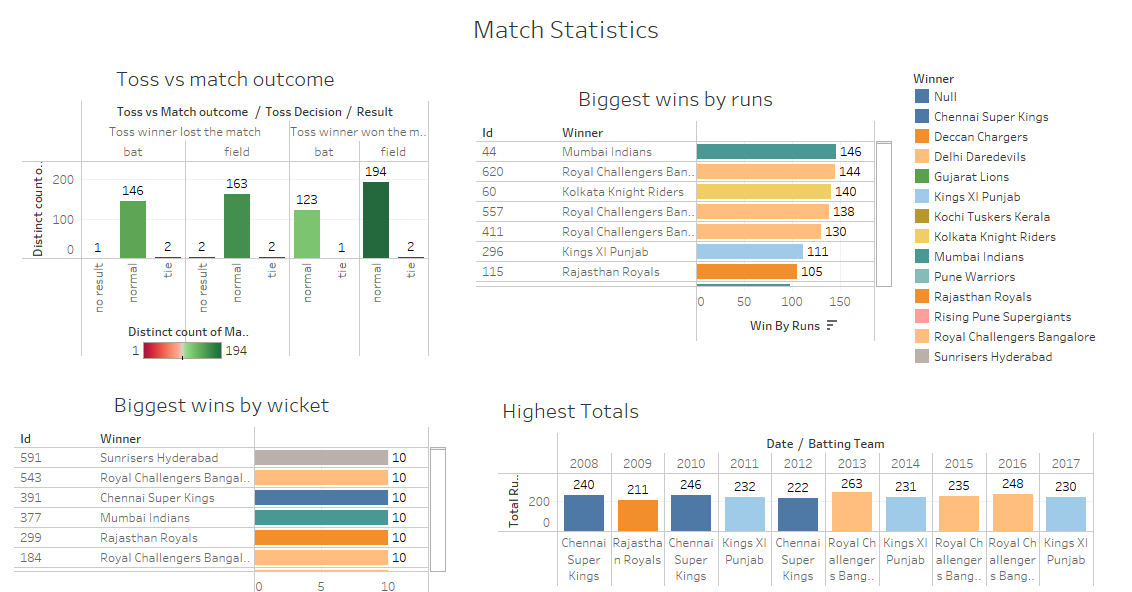 Match Statistics
Toss vs match outcome
Toss vs Match outcome / Toss Decision / Result
Toss winner lost the match Toss winner won the m..
bat field bat field
Distinct count o..
200
100
0
1 146 2 2 163 2 123 1 194 2
no result normal tie no result normal tie normal tie normal tie
Distinct count of Ma..
1 194
Biggest wins by runs
Id Winner
44 Mumbai Indians 146
620 Royal Challengers Ban.. 144
60 Kolkata Knight Riders 140
557 Royal Challengers Ban.. 138
411 Royal Challengers Ban.. 130
296 Kings XI Punjab 111
115 Rajasthan Royals 105
0 50 100 150
Win By Runs
Winner
Null
Chennai Super Kings
Deccan Chargers
Delhi Daredevils
Gujarat Lions
Kings XI Punjab
Kochi Tuskers Kerala
Kolkata Knight Riders
Mumbai Indians
Pune Warriors
Rajasthan Royals
Rising Pune Supergiants
Royal Challengers Bangalore
Sunrisers Hyderabad
Biggest wins by wicket
Id Winner
591 Sunrisers Hyderabad 10
543 Royal Challengers Bangal.. 10
391 Chennai Super Kings 10
377 Mumbai Indians 10
299 Rajasthan Royals 10
184 Royal Challengers Bangal.. 10
0 5 10
Highest Totals
Date / Batting Team
2008 2009 2010 2011 2012 2013 2014 2015 2016 2017
Total Ru..
200
0
240 211 246 232 222 263 231 235 248 230
Chennai Rajastha Chennai Kings XI Chennai Royal Ch Kings XI Royal Ch Royal Ch Kings XI
Super n Royals Super Punjab Super allenger Punjab allenger allenger Punjab
Kings Kings Kings s Bang.. s Bang.. s Bang..